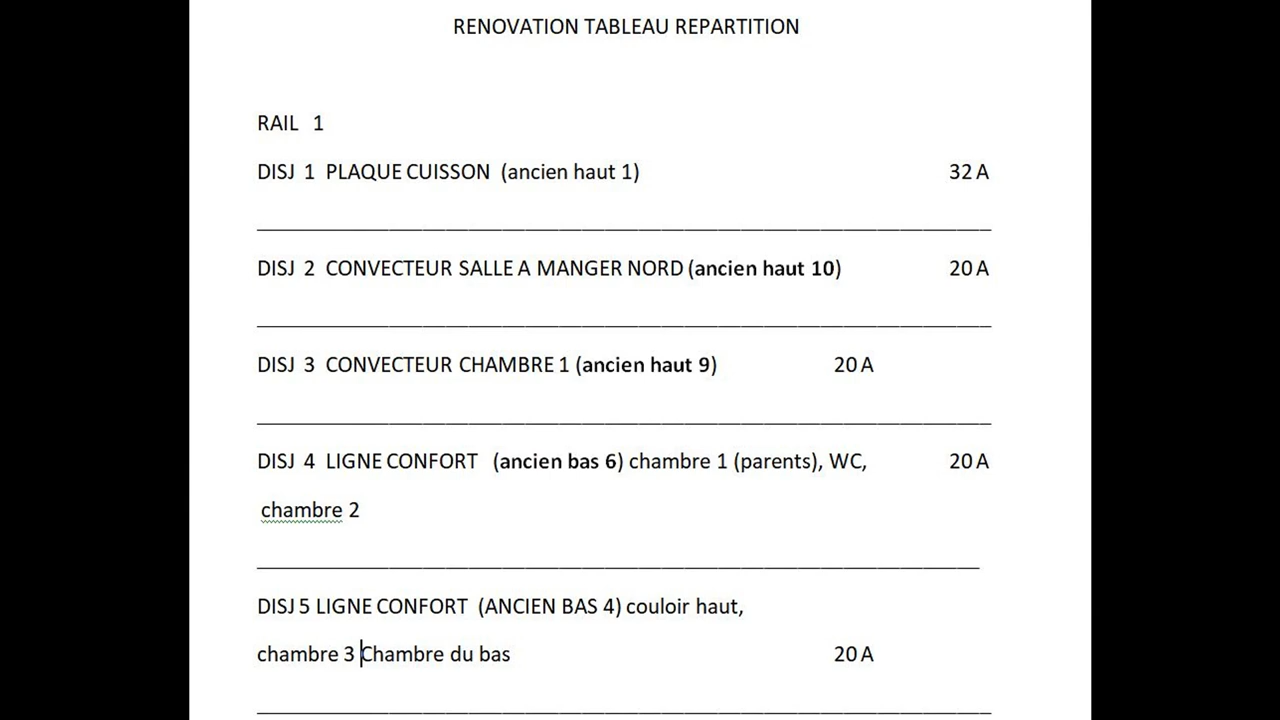 RENOVATION TABLEAU REPARTITION
RAIL 1
DISJ 1 PLAQUE CUISSON (ancien haut 1) 32 A
DISJ 2 CONVECTEUR SALLE A MANGER NORD (ancien haut 10) 20 A
DISJ 3 CONVECTEUR CHAMBRE 1 (ancien haut 9) 20 A
DISJ 4 LIGNE CONFORT (ancien bas 6) chambre 1 (parents), WC, 20 A
chambre 2
DISJ 5 LIGNE CONFORT (ANCIEN BAS 4) couloir haut,
chambre 3 Chambre du bas 20 A